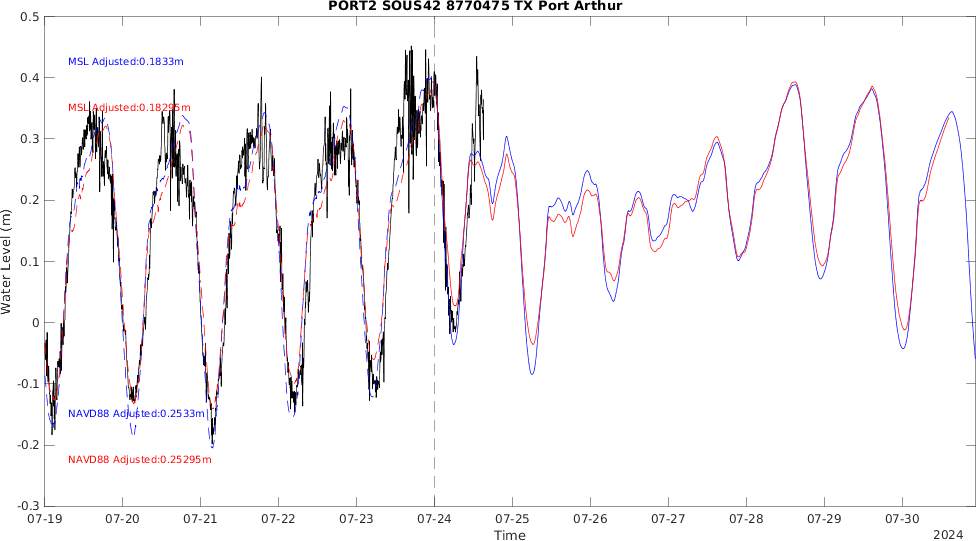 PORT2 SOUS42 8770475 TX Port Arthur
0.5
0.4
0.3
0.2
0.1
0
-0.1
-0.2
-0.3
Water Level (m)
MSL Adjusted:0.1833m
MSL Adjusted:0.18295m
NAVD88 Adjusted:0.2533m
NAVD88 Adjusted:0.25295m
07-19 07-20 07-21 07-22 07-23 07-24 07-25 07-26 07-27 07-28 07-29 07-30
Time
2024